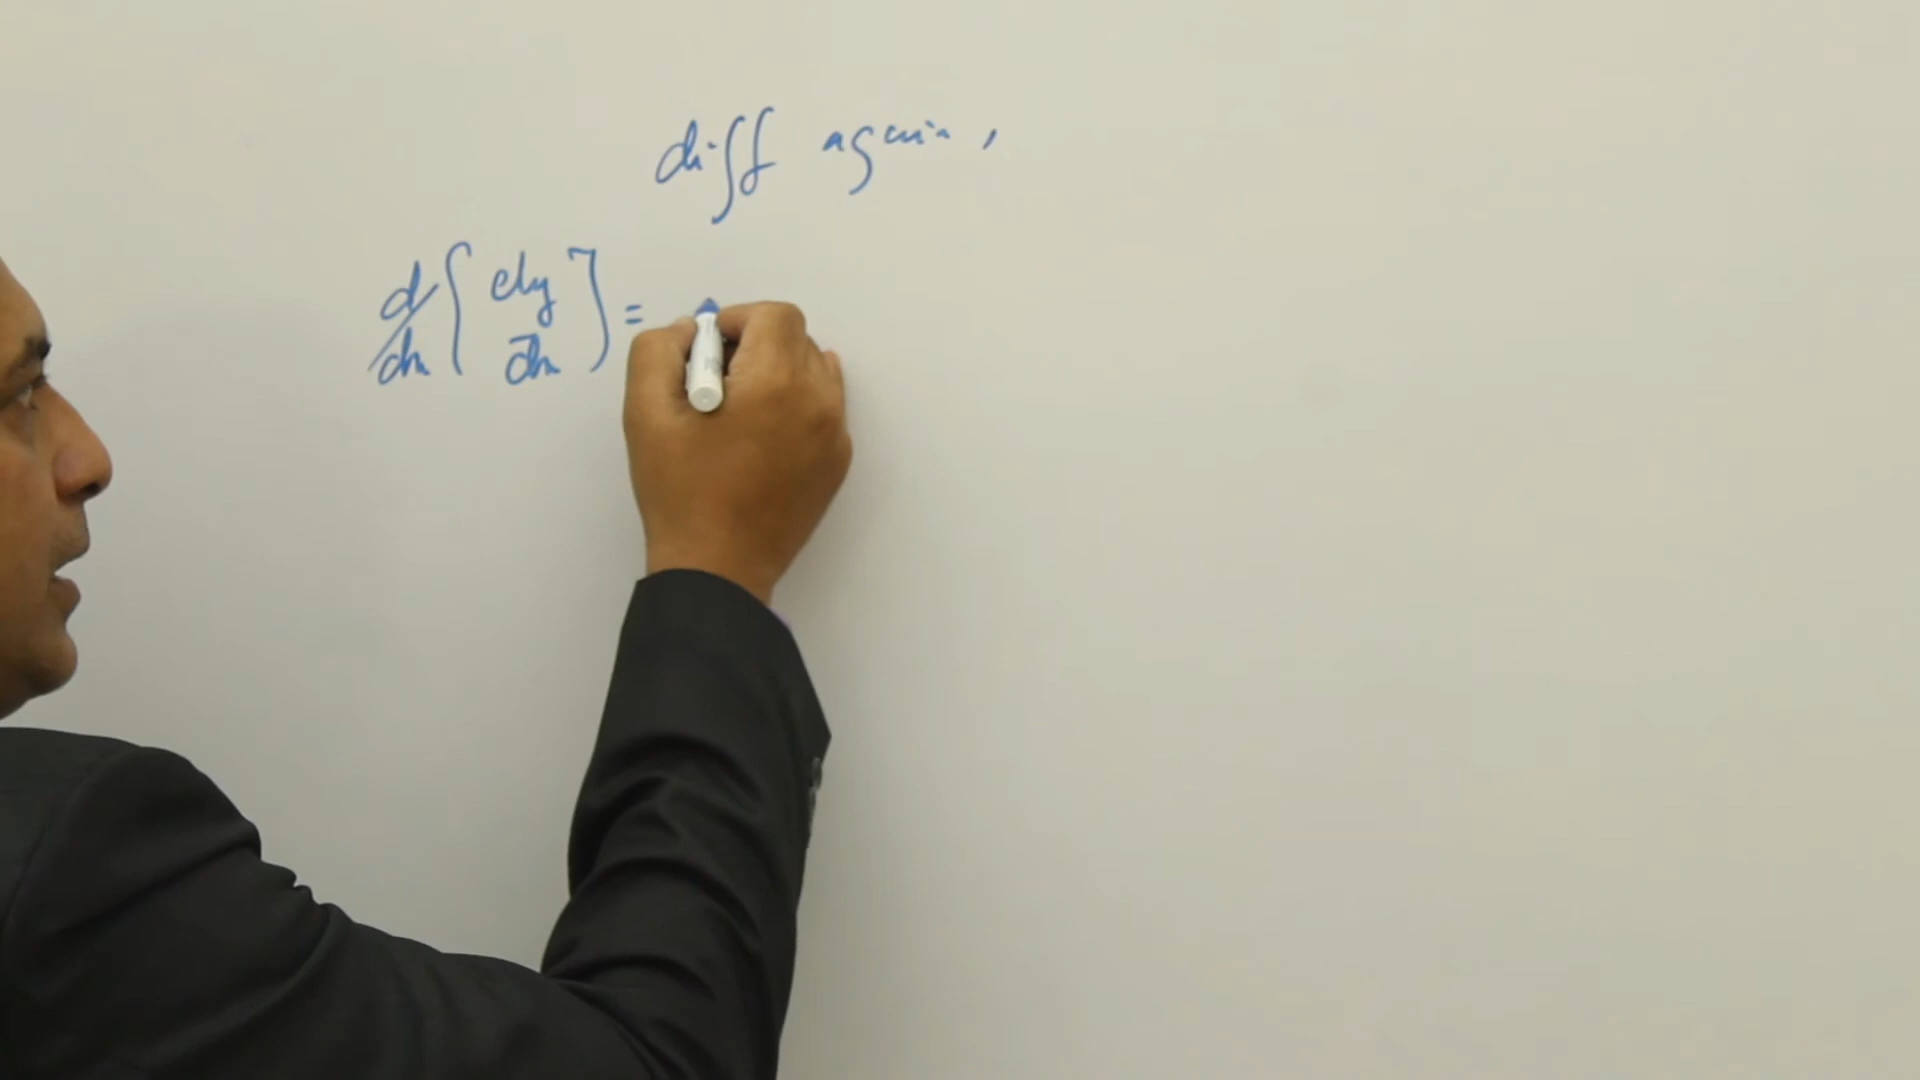 diff again,
d/dx [dy/dx] =